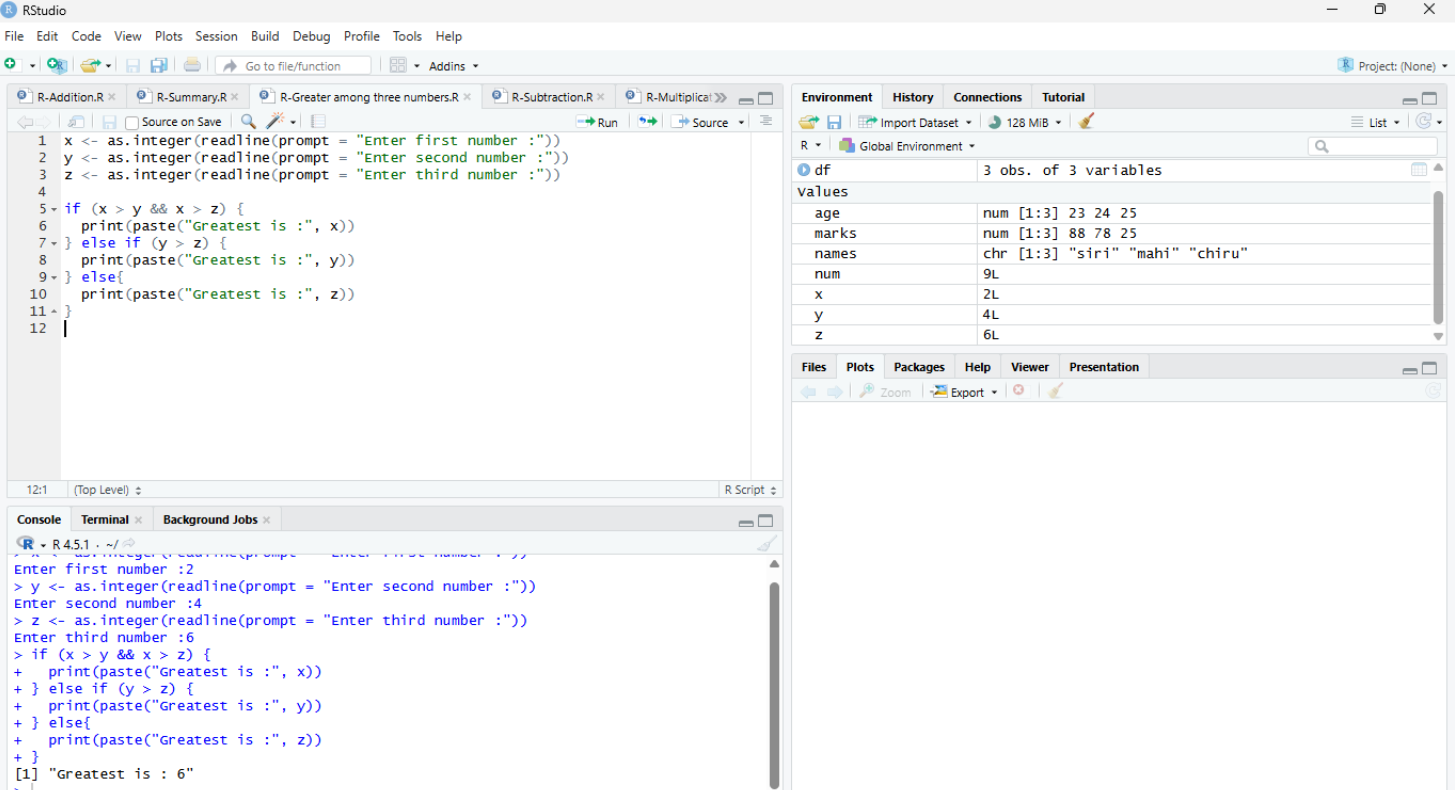 RStudio
File Edit Code View Plots Session Build Debug Profile Tools Help
Go to file/function Addins Project: (None)
R-Addition.R R-Summary.R R-Greater among three numbers.R R-Subtraction.R R-Multiplicat
Source on Save Run Source
1 x <- as.integer(readline(prompt = "Enter first number :"))
2 y <- as.integer(readline(prompt = "Enter second number :"))
3 z <- as.integer(readline(prompt = "Enter third number :"))
4
5 if (x > y && x > z) {
6   print(paste("Greatest is :", x))
7 } else if (y > z) {
8   print(paste("Greatest is :", y))
9 } else{
10   print(paste("Greatest is :", z))
11 }
12
12:1 (Top Level) R Script
Console Terminal Background Jobs
R 4.5.1 · ~/
> x <- as.integer(readline(prompt = "Enter first number :"))
Enter first number :2
> y <- as.integer(readline(prompt = "Enter second number :"))
Enter second number :4
> z <- as.integer(readline(prompt = "Enter third number :"))
Enter third number :6
> if (x > y && x > z) {
+   print(paste("Greatest is :", x))
+ } else if (y > z) {
+   print(paste("Greatest is :", y))
+ } else{
+   print(paste("Greatest is :", z))
+ }
[1] "Greatest is : 6"
>
Environment History Connections Tutorial
Import Dataset 128 MiB List
R Global Environment
df 3 obs. of 3 variables
Values
age num [1:3] 23 24 25
marks num [1:3] 88 78 25
names chr [1:3] "siri" "mahi" "chiru"
num 9L
x 2L
y 4L
z 6L
Files Plots Packages Help Viewer Presentation
Zoom Export